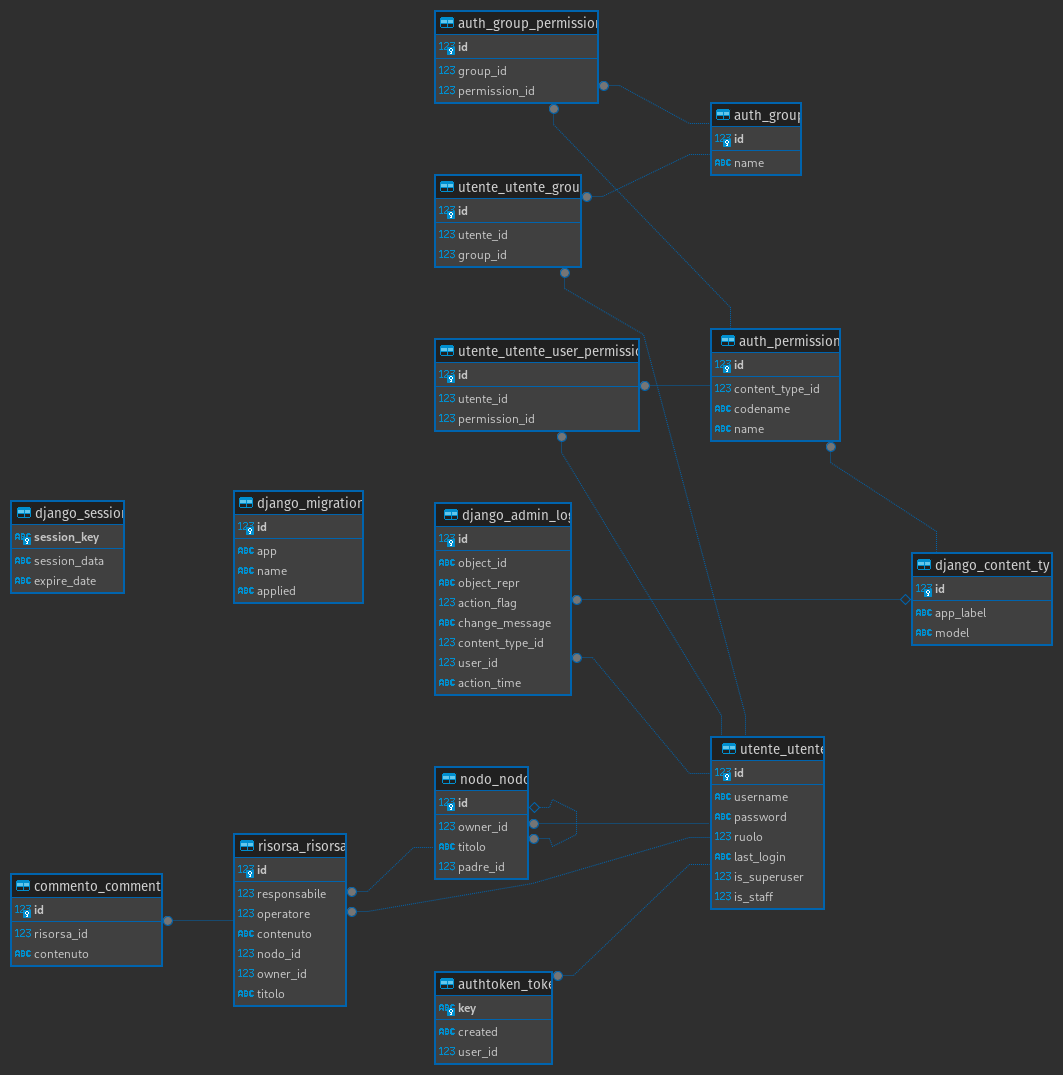 auth_group_permission
123 id
123 group_id
123 permission_id
auth_group
123 id
ABC name
utente_utente_grou
123 id
123 utente_id
123 group_id
utente_utente_user_permissio
123 id
123 utente_id
123 permission_id
auth_permission
123 id
123 content_type_id
ABC codename
ABC name
django_session
ABC session_key
ABC session_data
ABC expire_date
django_migration
123 id
ABC app
ABC name
ABC applied
django_admin_log
123 id
ABC object_id
ABC object_repr
123 action_flag
ABC change_message
123 content_type_id
123 user_id
ABC action_time
django_content_ty
123 id
ABC app_label
ABC model
utente_utente
123 id
ABC username
ABC password
123 ruolo
ABC last_login
123 is_superuser
123 is_staff
nodo_nodo
123 id
123 owner_id
ABC titolo
123 padre_id
risorsa_risorsa
123 id
123 responsabile
123 operatore
ABC contenuto
123 nodo_id
123 owner_id
ABC titolo
commento_comment
123 id
123 risorsa_id
ABC contenuto
authtoken_toke
ABC key
ABC created
123 user_id